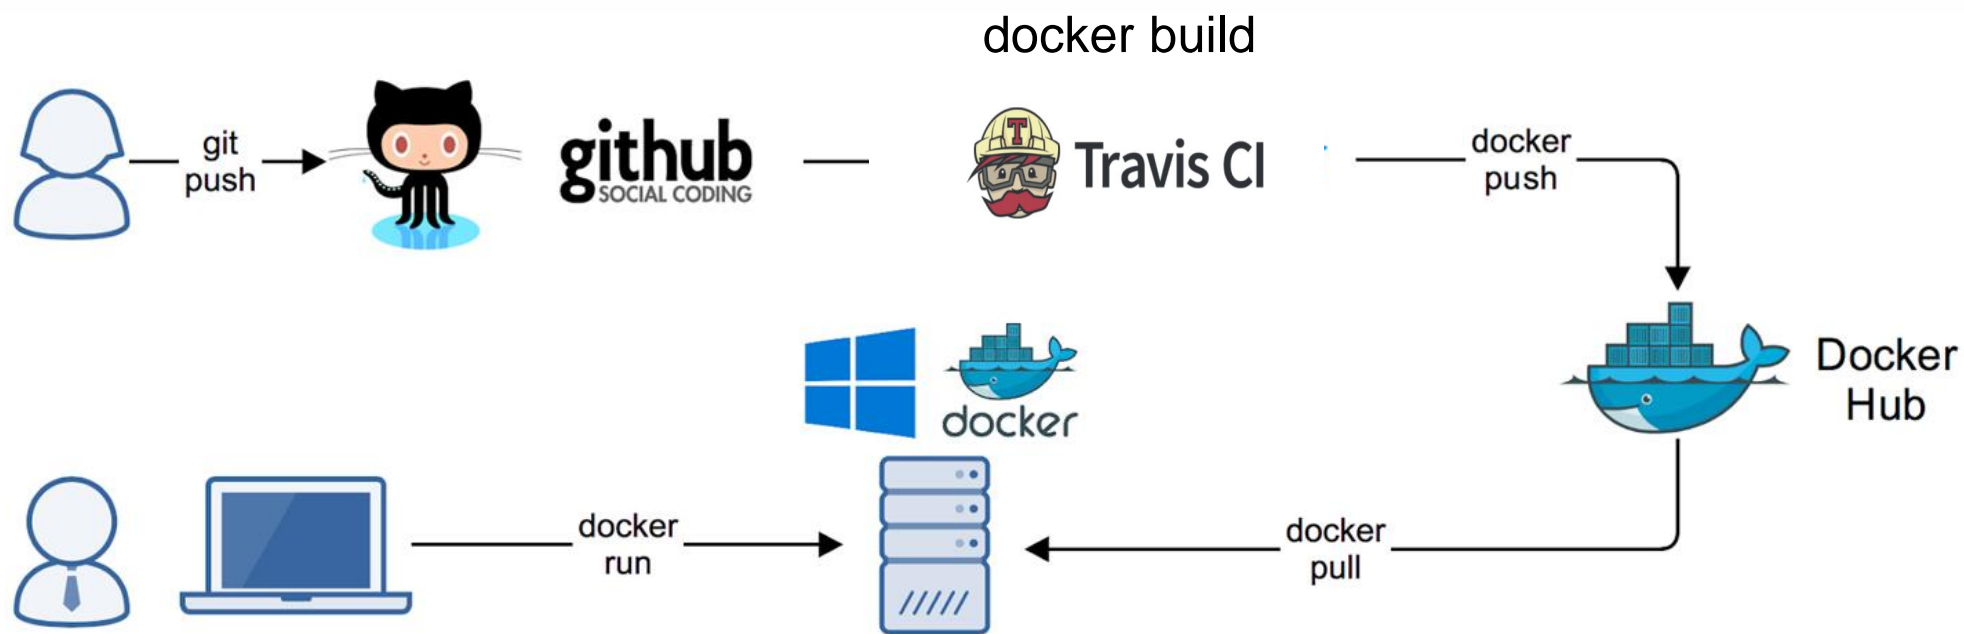 docker build
git
push
github
SOCIAL CODING
T
Travis CI
docker
push
docker
Docker
Hub
docker
run
docker
pull